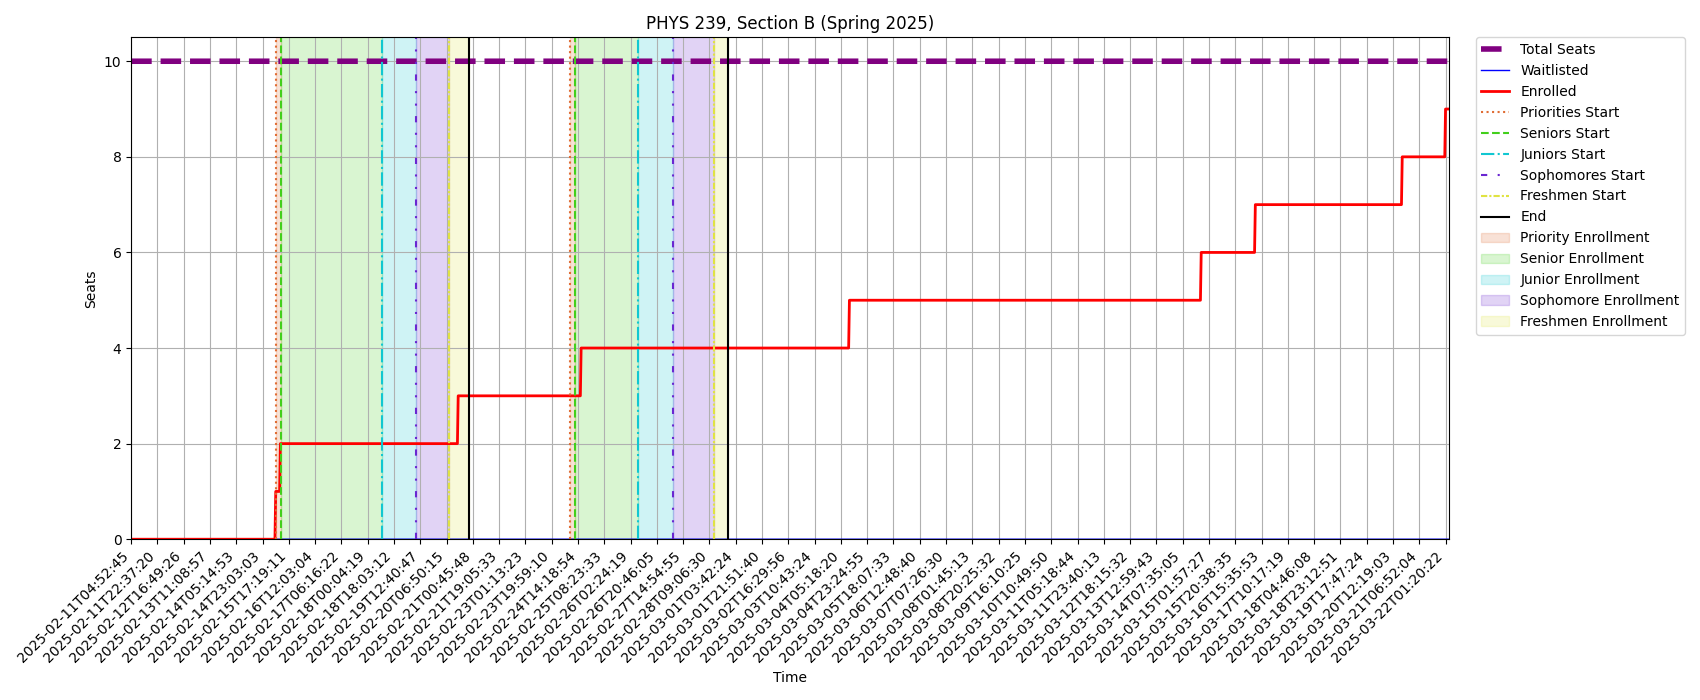 PHYS 239, Section B (Spring 2025)
Total Seats
Waitlisted
Enrolled
Priorities Start
Seniors Start
Juniors Start
Sophomores Start
Freshmen Start
End
Priority Enrollment
Senior Enrollment
Junior Enrollment
Sophomore Enrollment
Freshmen Enrollment
Seats
10
8
6
4
2
0
2025-02-11T04:52:45
2025-02-11T22:37:20
2025-02-12T16:49:26
2025-02-13T11:08:57
2025-02-14T05:14:53
2025-02-14T23:03:03
2025-02-15T17:19:11
2025-02-16T12:03:04
2025-02-17T06:16:22
2025-02-18T00:04:19
2025-02-18T18:03:12
2025-02-19T12:40:47
2025-02-20T06:50:15
2025-02-21T00:45:48
2025-02-21T19:05:33
2025-02-23T01:13:23
2025-02-23T19:59:10
2025-02-24T14:18:54
2025-02-25T08:23:33
2025-02-26T02:24:19
2025-02-26T20:46:05
2025-02-27T14:54:55
2025-02-28T09:06:30
2025-03-01T03:42:24
2025-03-01T21:51:40
2025-03-02T16:29:56
2025-03-03T10:43:24
2025-03-04T05:18:20
2025-03-04T23:24:55
2025-03-05T18:07:33
2025-03-06T12:48:40
2025-03-07T07:26:30
2025-03-08T01:45:13
2025-03-08T20:25:32
2025-03-09T16:10:25
2025-03-10T10:49:50
2025-03-11T05:18:44
2025-03-11T23:40:13
2025-03-12T18:15:32
2025-03-13T12:59:43
2025-03-14T07:35:05
2025-03-15T01:57:27
2025-03-15T20:38:35
2025-03-16T15:35:53
2025-03-17T10:17:19
2025-03-18T04:46:08
2025-03-18T23:12:51
2025-03-19T17:47:24
2025-03-20T12:19:03
2025-03-21T06:52:04
2025-03-22T01:20:22
Time